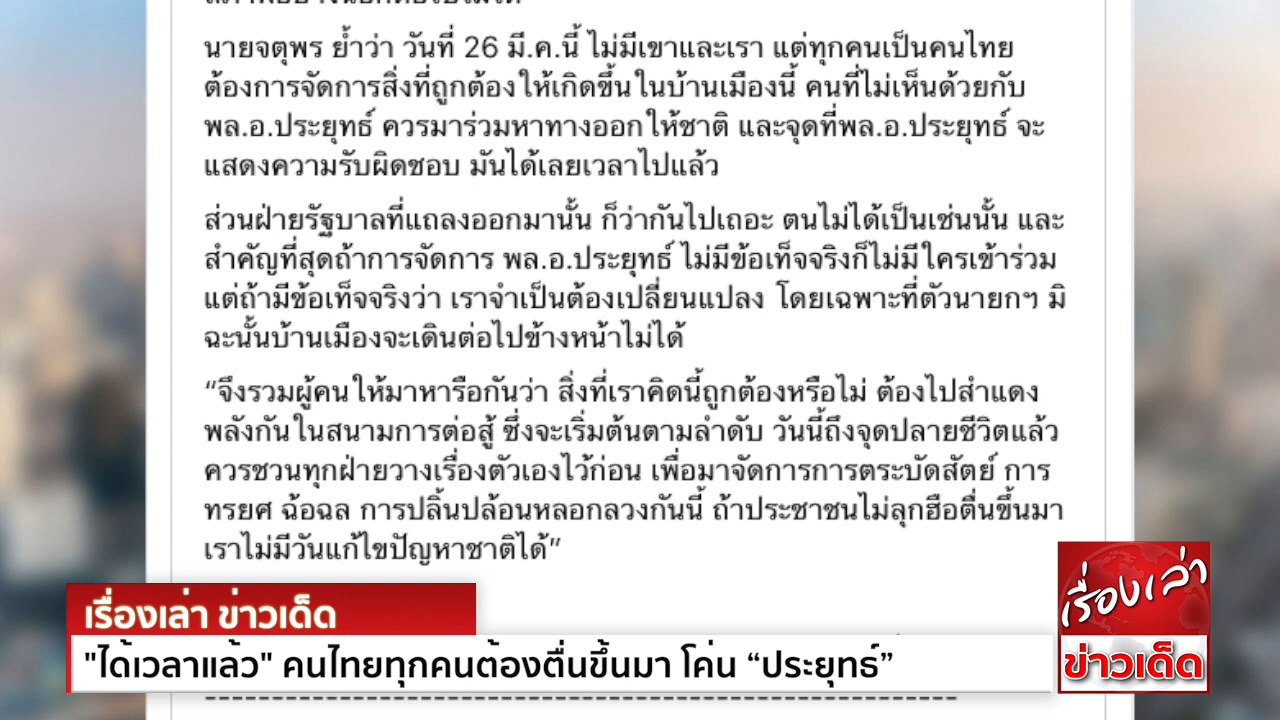 นายจตุพร ย้ำว่า วันที่ 26 มี.ค.นี้ ไม่มีเขาและเรา แต่ทุกคนเป็นคนไทย
ต้องการจัดการสิ่งที่ถูกต้องให้เกิดขึ้นในบ้านเมืองนี้ คนที่ไม่เห็นด้วยกับ
พล.อ.ประยุทธ์ ควรมาร่วมหาทางออกให้ชาติ และจุดที่พล.อ.ประยุทธ์ จะ
แสดงความรับผิดชอบ มันได้เลยเวลาไปแล้ว
ส่วนฝ่ายรัฐบาลที่แถลงออกมานั้น ก็ว่ากันไปเถอะ ตนไม่ได้เป็นเช่นนั้น และ
สำคัญที่สุดถ้าการจัดการ พล.อ.ประยุทธ์ ไม่มีข้อเท็จจริงก็ไม่มีใครเข้าร่วม
แต่ถ้ามีข้อเท็จจริงว่า เราจำเป็นต้องเปลี่ยนแปลง โดยเฉพาะที่ตัวนายกฯ มิ
ฉะนั้นบ้านเมืองจะเดินต่อไปข้างหน้าไม่ได้
“จึงรวมผู้คนให้มาหารือกันว่า สิ่งที่เราคิดนี้ถูกต้องหรือไม่ ต้องไปสำแดง
พลังกันในสนามการต่อสู้ ซึ่งจะเริ่มต้นตามลำดับ วันนี้ถึงจุดปลายชีวิตแล้ว
ควรชวนทุกฝ่ายวางเรื่องตัวเองไว้ก่อน เพื่อมาจัดการการตระบัดสัตย์ การ
ทรยศ ฉ้อฉล การปลิ้นปล้อนหลอกลวงกันนี้ ถ้าประชาชนไม่ลุกฮือตื่นขึ้นมา
เราไม่มีวันแก้ไขปัญหาชาติได้”
เรื่องเล่า ข่าวเด็ด
"ได้เวลาแล้ว" คนไทยทุกคนต้องตื่นขึ้นมา โค่น “ประยุทธ์”
เรื่องเล่า
ข่าวเด็ด